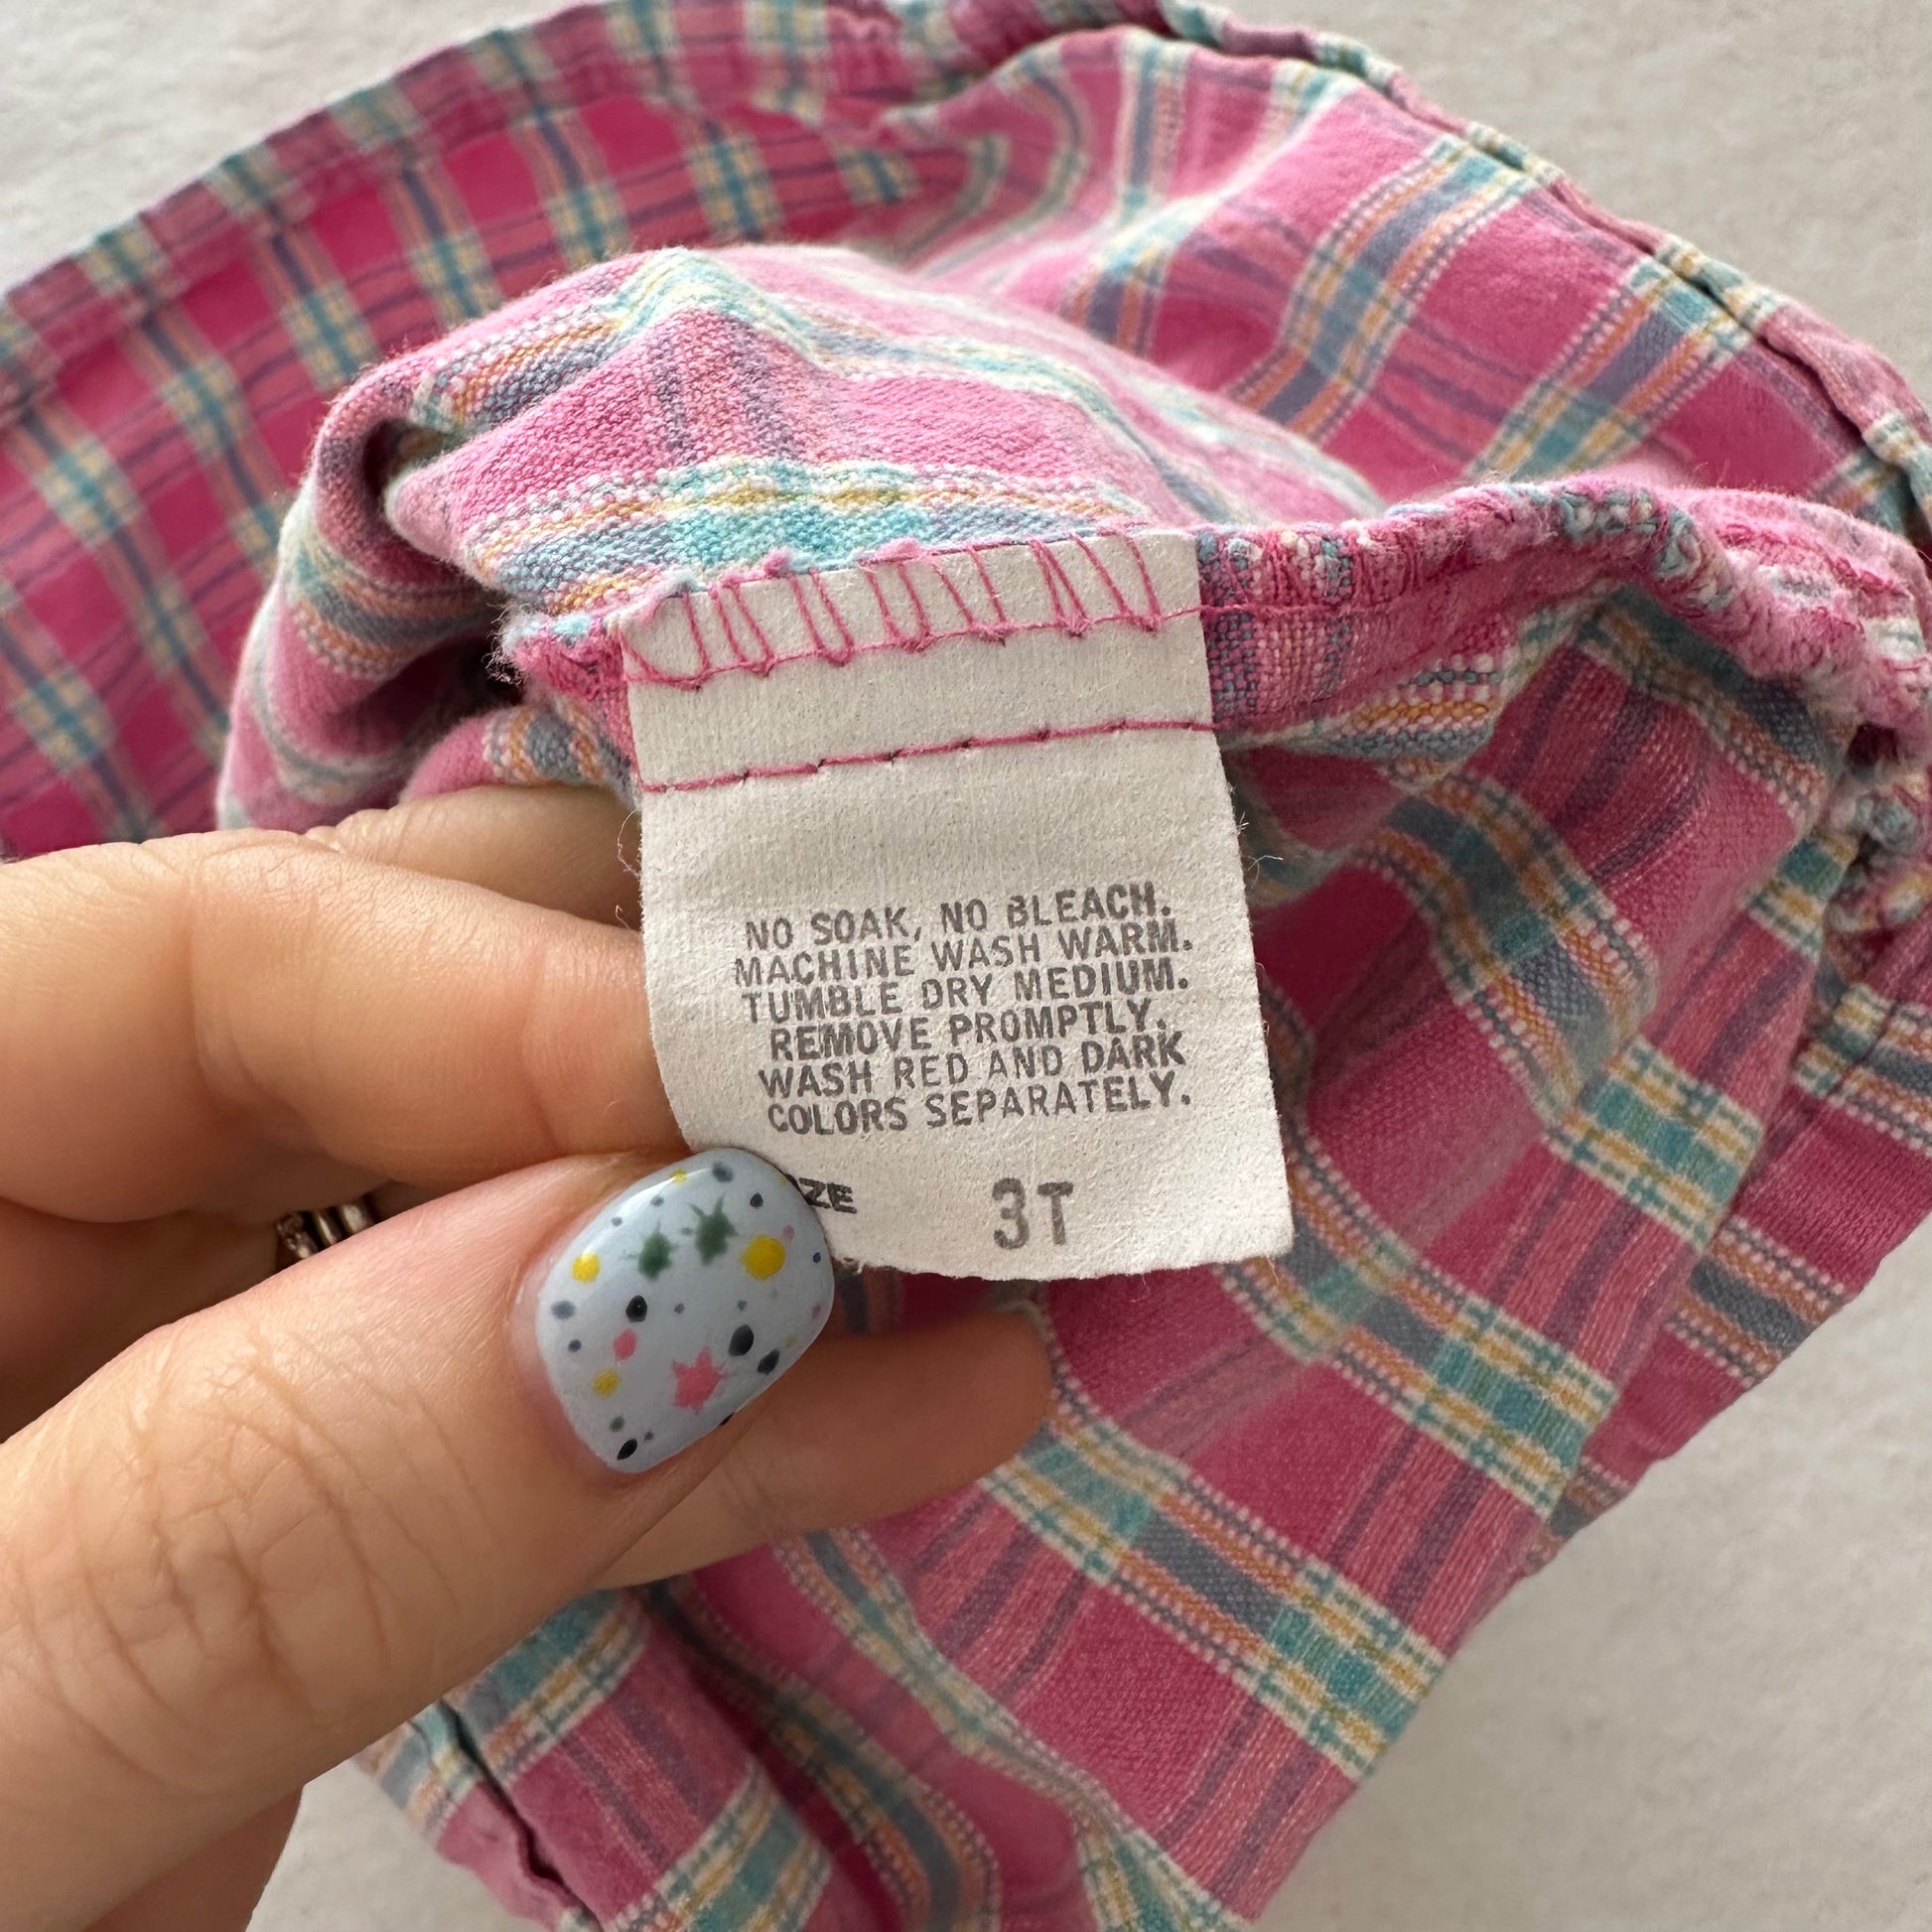 NO SOAK, NO BLEACH.
MACHINE WASH WARM.
TUMBLE DRY MEDIUM.
REMOVE PROMPTLY.
WASH RED AND DARK
COLORS SEPARATELY.
3T